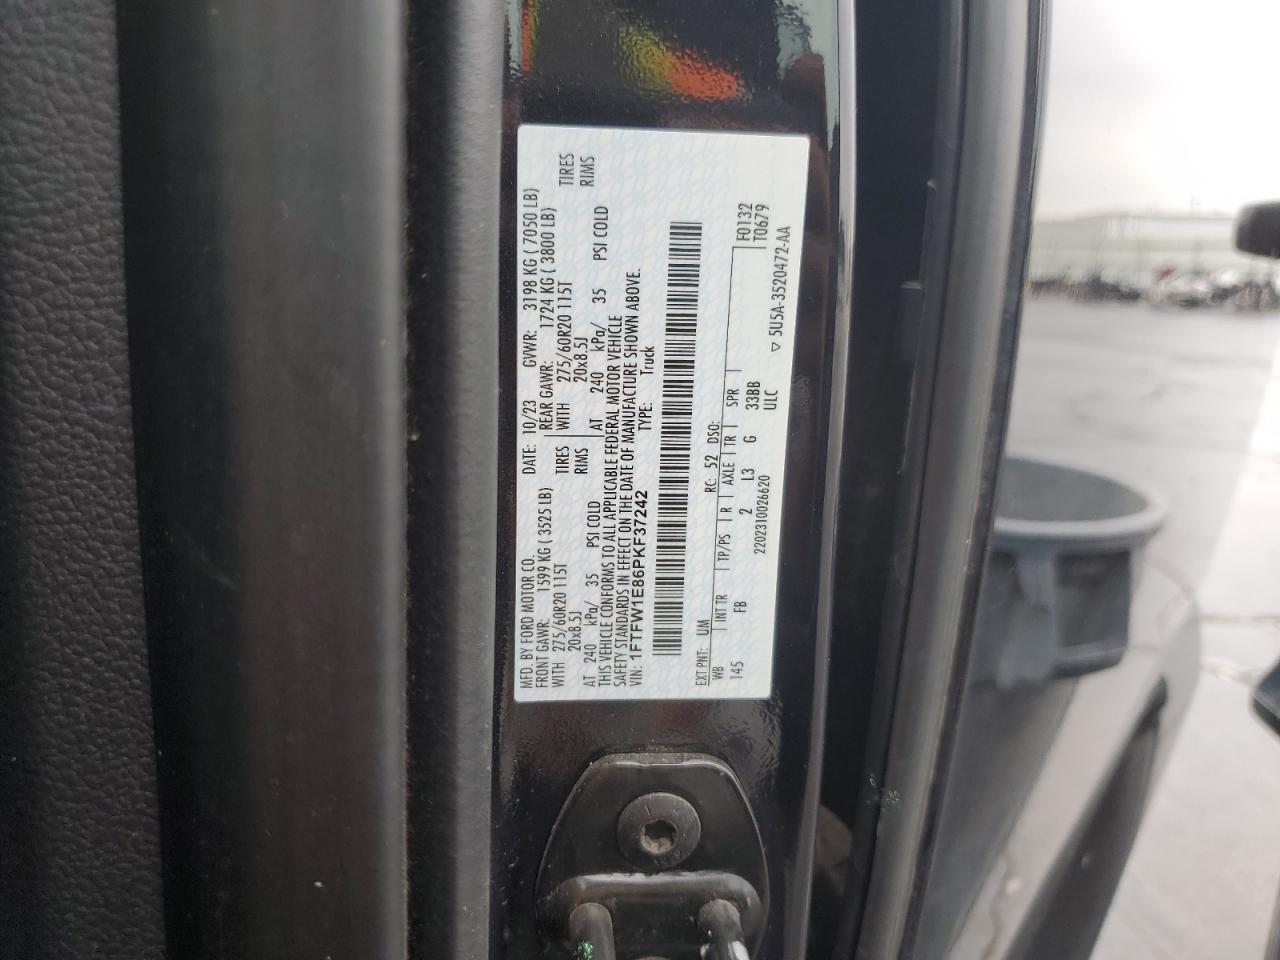 MFD. BY FORD MOTOR CO. DATE: 10/23 GVWR: 3198 KG ( 7050 LB)
FRONT GAWR: 1599 KG ( 3525 LB) REAR GAWR: 1724 KG ( 3800 LB)
WITH 275/60R20 115T TIRES WITH 275/60R20 115T TIRES
20x8.5J RIMS 20x8.5J RIMS
AT 240 kPa/ 35 PSI COLD AT 240 kPa/ 35 PSI COLD
THIS VEHICLE CONFORMS TO ALL APPLICABLE FEDERAL MOTOR VEHICLE
SAFETY STANDARDS IN EFFECT ON THE DATE OF MANUFACTURE SHOWN ABOVE.
VIN: 1FTFW1E86PKF37242 TYPE: Truck
EXT PNT: UM RC: 52 DSO: F0132
WB INT TR TP/PS R AXLE TR SPR T0679
145 FB 2 L3 G 33BB
ULC
2202310026620 ▽ 5U5A-3520472-AA